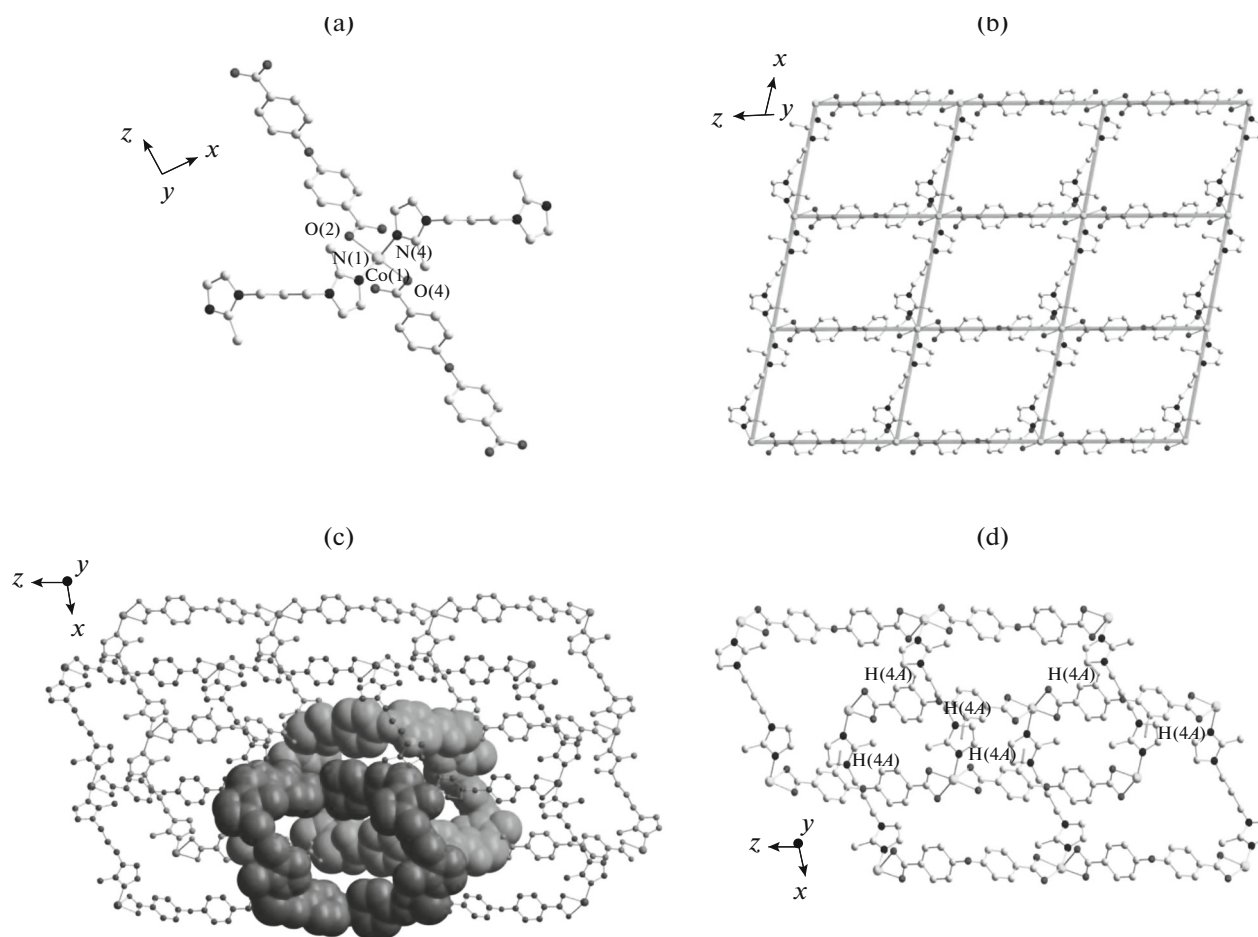 (a)
(b)
z
x
y
O(2)
N(1)
N(4)
Co(1)
O(4)
x
z
y
(c)
(d)
z
y
x
H(4A)
H(4A)
H(4A)
H(4A)
H(4A)
H(4A)
z
y
x